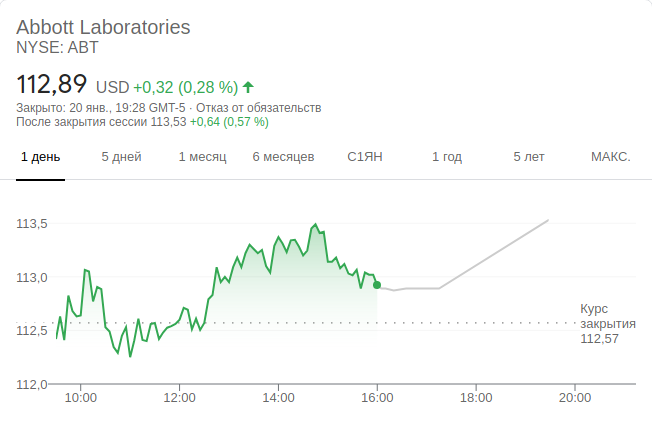 Abbott Laboratories
NYSE: ABT
112,89 USD +0,32 (0,28 %)
Закрыто: 20 янв., 19:28 GMT-5 · Отказ от обязательств
После закрытия сессии 113,53 +0,64 (0,57 %)
1 день 5 дней 1 месяц 6 месяцев С1ЯН 1 год 5 лет МАКС.
113,5
113,0
Курс
закрытия
112,57
112,5
112,0
10:00 12:00 14:00 16:00 18:00 20:00